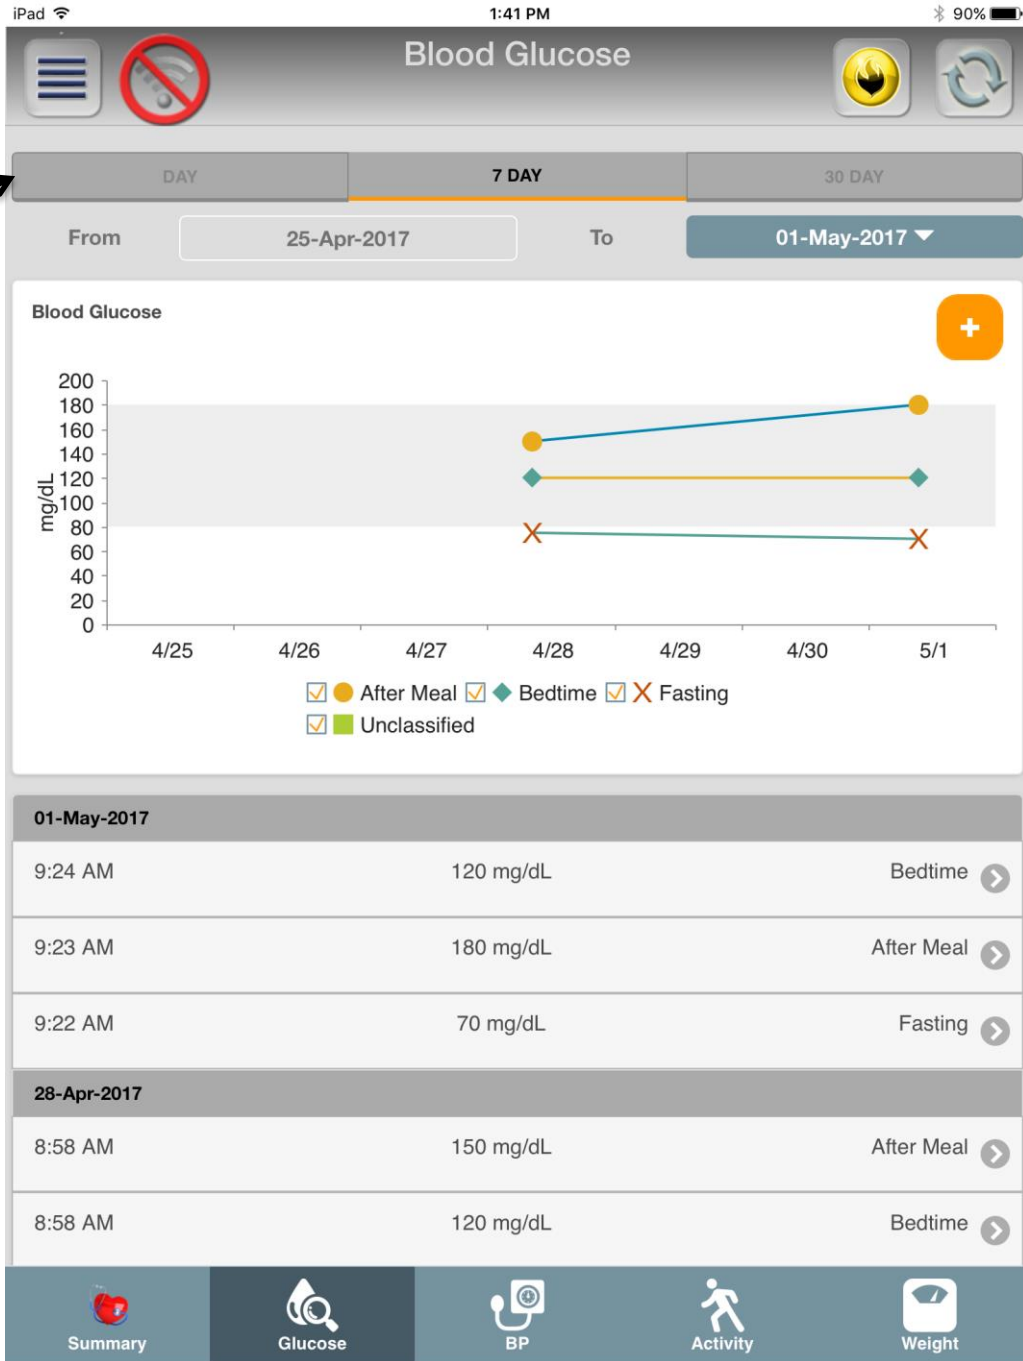 iPad 1:41 PM 90%
Blood Glucose
DAY 7 DAY 30 DAY
From 25-Apr-2017 To 01-May-2017
Blood Glucose
+
200
180
160
140
120
100
80
60
40
20
0
mg/dL
4/25 4/26 4/27 4/28 4/29 4/30 5/1
After Meal Bedtime Fasting
Unclassified
01-May-2017
9:24 AM 120 mg/dL Bedtime
9:23 AM 180 mg/dL After Meal
9:22 AM 70 mg/dL Fasting
28-Apr-2017
8:58 AM 150 mg/dL After Meal
8:58 AM 120 mg/dL Bedtime
Summary Glucose BP Activity Weight